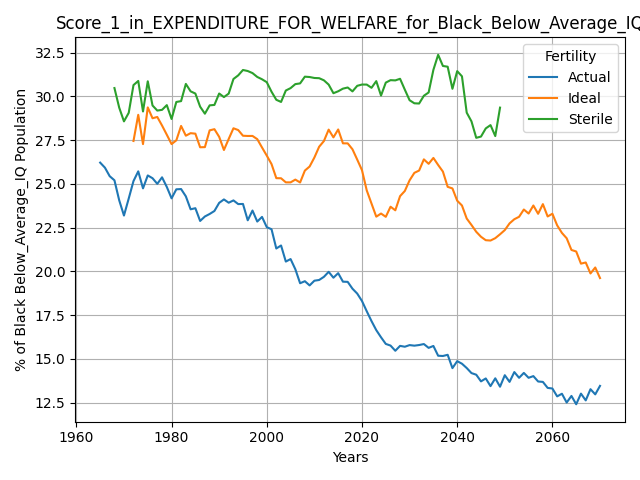 Score_1_in_EXPENDITURE_FOR_WELFARE_for_Black_Below_Average_IQ
Fertility
Actual
Ideal
Sterile
% of Black Below_Average_IQ Population
32.5
30.0
27.5
25.0
22.5
20.0
17.5
15.0
12.5
1960
1980
2000
2020
2040
2060
Years